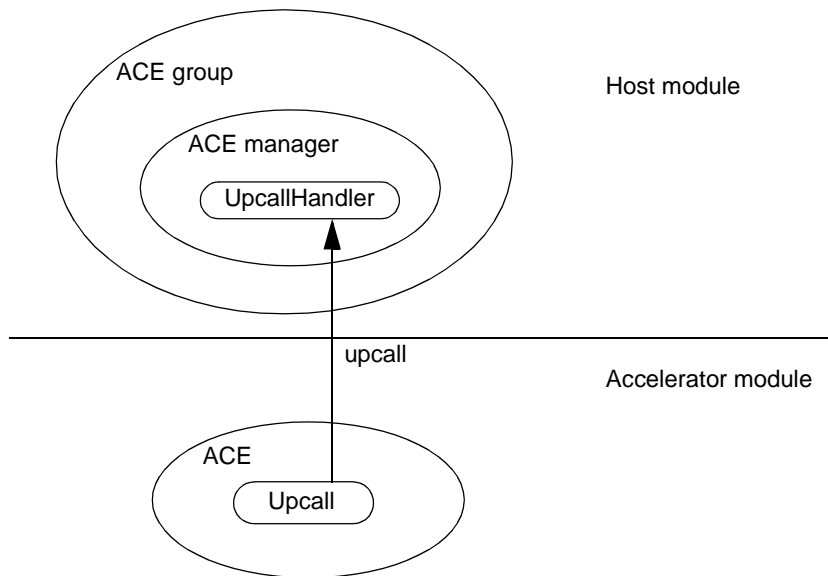 ACE group
Host module
ACE manager
UpcallHandler
upcall
Accelerator module
ACE
Upcall